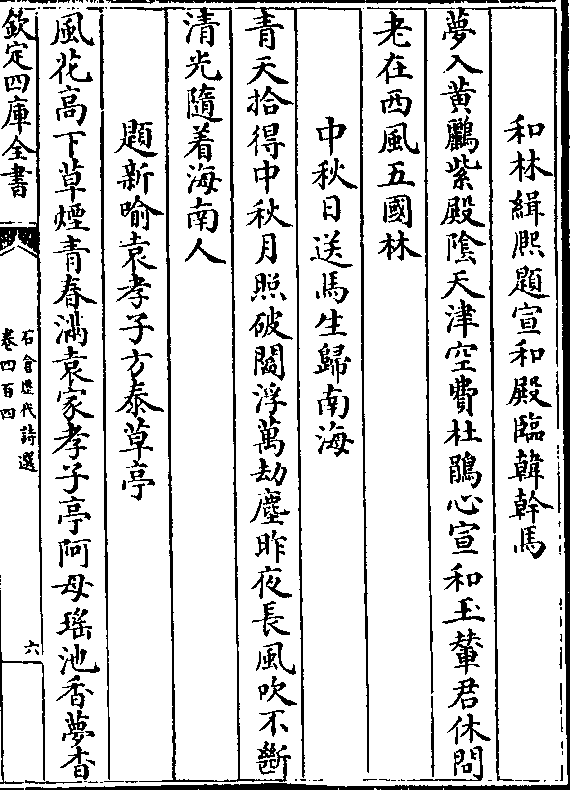 和林緝熈題宣和殿臨韓幹馬
夢入黄鸝紫殿隂天津空費杜鵑心宣和玉輦君休問
老在西風五國林
中秋日送馬生歸南海
青天拾得中秋月照破閻浮萬劫塵昨夜長風吹不斷
清光隨着海南人
題新喻袁孝子方泰草亭
風花高下草煙青春滿袁家孝子亭阿母瑶池香夢杳
欽定四庫全書
石倉歴代詩選
卷四百四
六